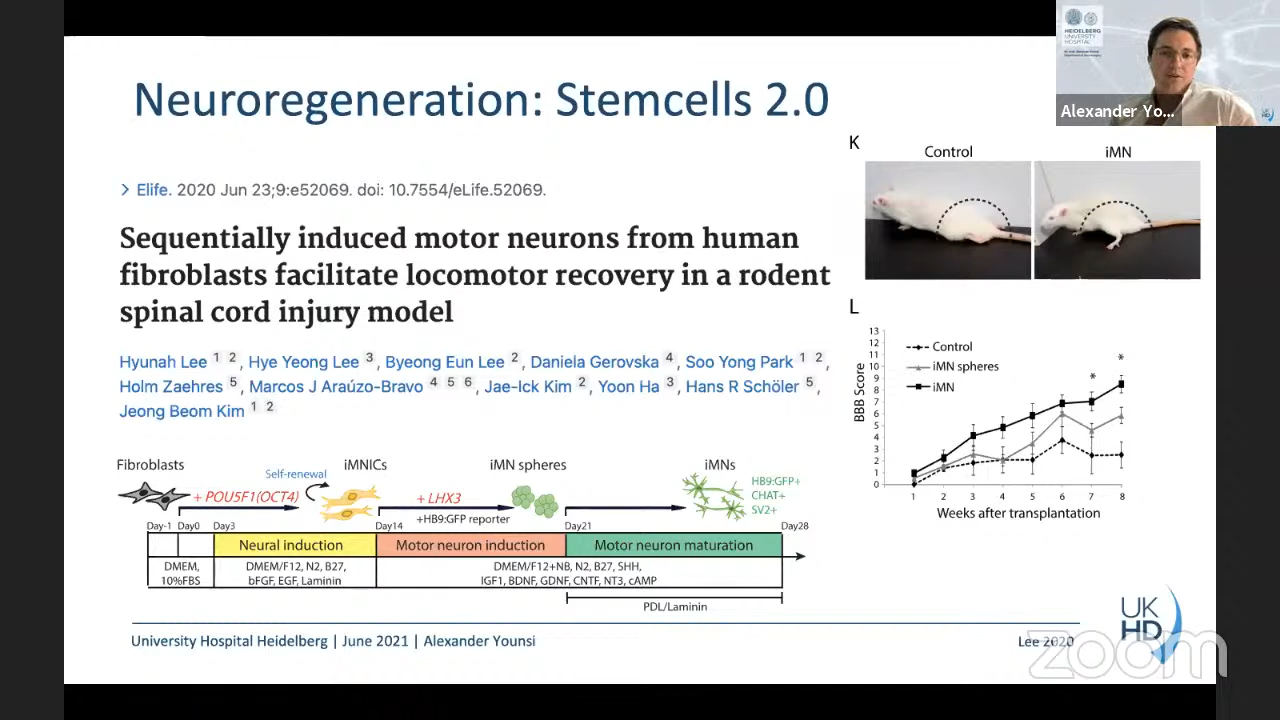 Neuroregeneration: Stemcells 2.0
> Elife. 2020 Jun 23;9:e52069. doi: 10.7554/eLife.52069.
Sequentially induced motor neurons from human
fibroblasts facilitate locomotor recovery in a rodent
spinal cord injury model
Hyunah Lee 1 2, Hye Yeong Lee 3, Byeong Eun Lee 2, Daniela Gerovska 4, Soo Yong Park 1 2,
Holm Zaehres 5, Marcos J Araúzo-Bravo 4 5 6, Jae-Ick Kim 2, Yoon Ha 3, Hans R Schöler 5,
Jeong Beom Kim 1 2
Fibroblasts
Self-renewal
iMNICs
iMN spheres
iMNs
+ POU5F1(OCT4)
+ LHX3
+HB9:GFP reporter
HB9:GFP+
CHAT+
SV2+
Day-1 Day0 Day3 Day14 Day21 Day28
Neural induction
Motor neuron induction
Motor neuron maturation
DMEM,
10%FBS
DMEM/F12, N2, B27,
bFGF, EGF, Laminin
DMEM/F12+NB, N2, B27, SHH,
IGF1, BDNF, GDNF, CNTF, NT3, cAMP
PDL/Laminin
K
Control
iMN
L
BBB Score
13
12
11
10
9
8
7
6
5
4
3
2
1
0
Control
iMN spheres
iMN
*
*
1 2 3 4 5 6 7 8
Weeks after transplantation
University Hospital Heidelberg | June 2021 | Alexander Younsi
Lee 2020
UK
HD
zoom
HEIDELBERG
UNIVERSITY
HOSPITAL
Alexander Yo...